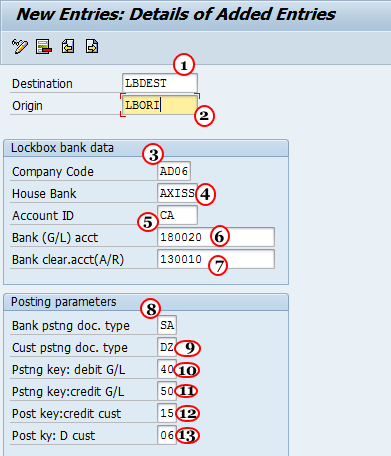 New Entries: Details of Added Entries
1
Destination LBDEST
Origin LBORI 2
Lockbox bank data 3
Company Code AD06
House Bank AXISS 4
Account ID 5 CA
Bank (G/L) acct 180020 6
Bank clear.acct(A/R) 130010 7
Posting parameters 8
Bank pstng doc. type SA
Cust pstng doc. type DZ 9
Pstng key: debit G/L 40 10
Pstng key:credit G/L 50 11
Post key:credit cust 15 12
Post ky: D cust 06 13